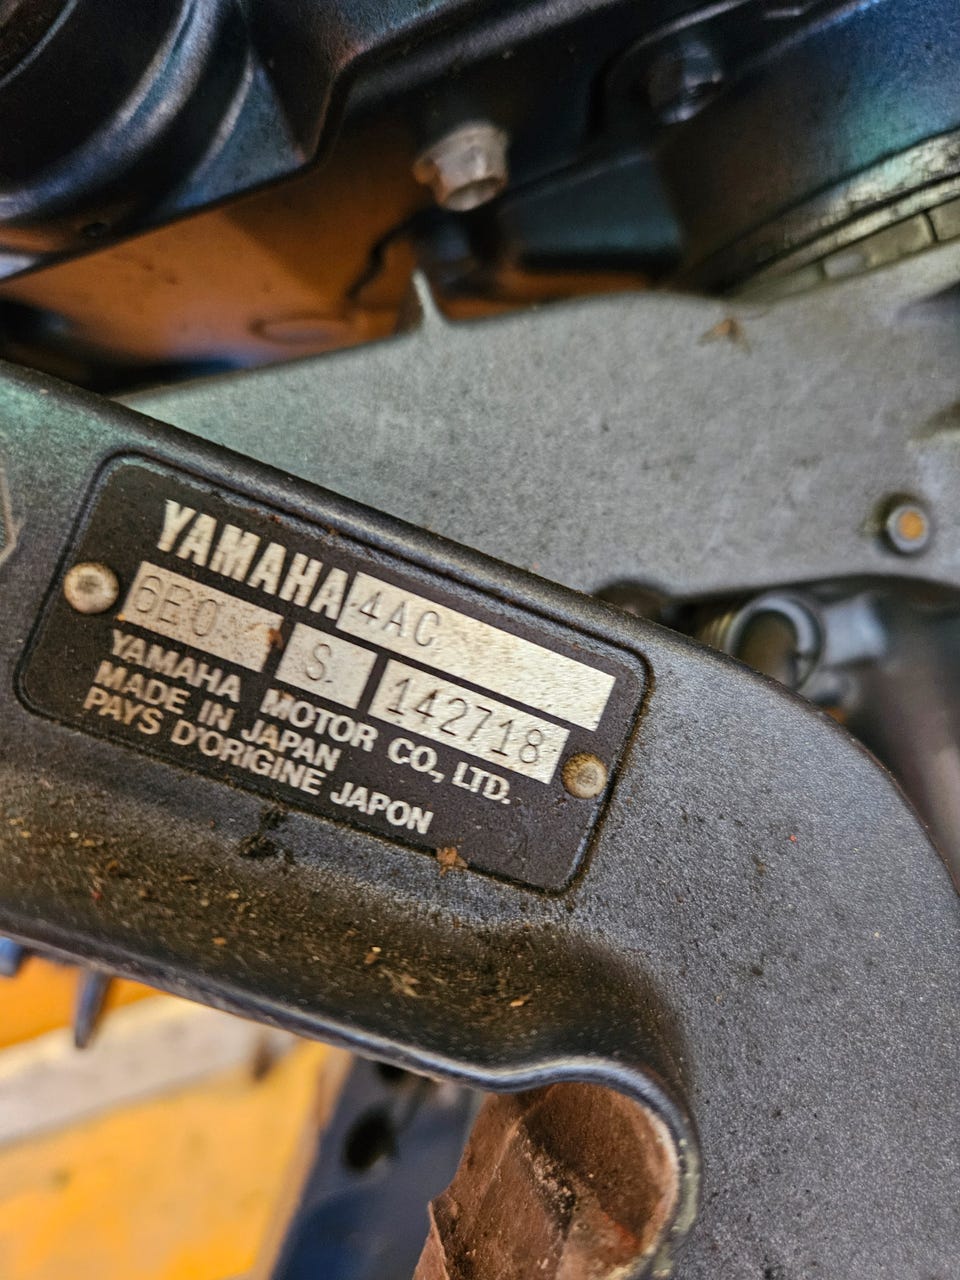 YAMAHA 4AC
6E0 S 142718
YAMAHA MOTOR CO., LTD.
MADE IN JAPAN
PAYS D'ORIGINE JAPON